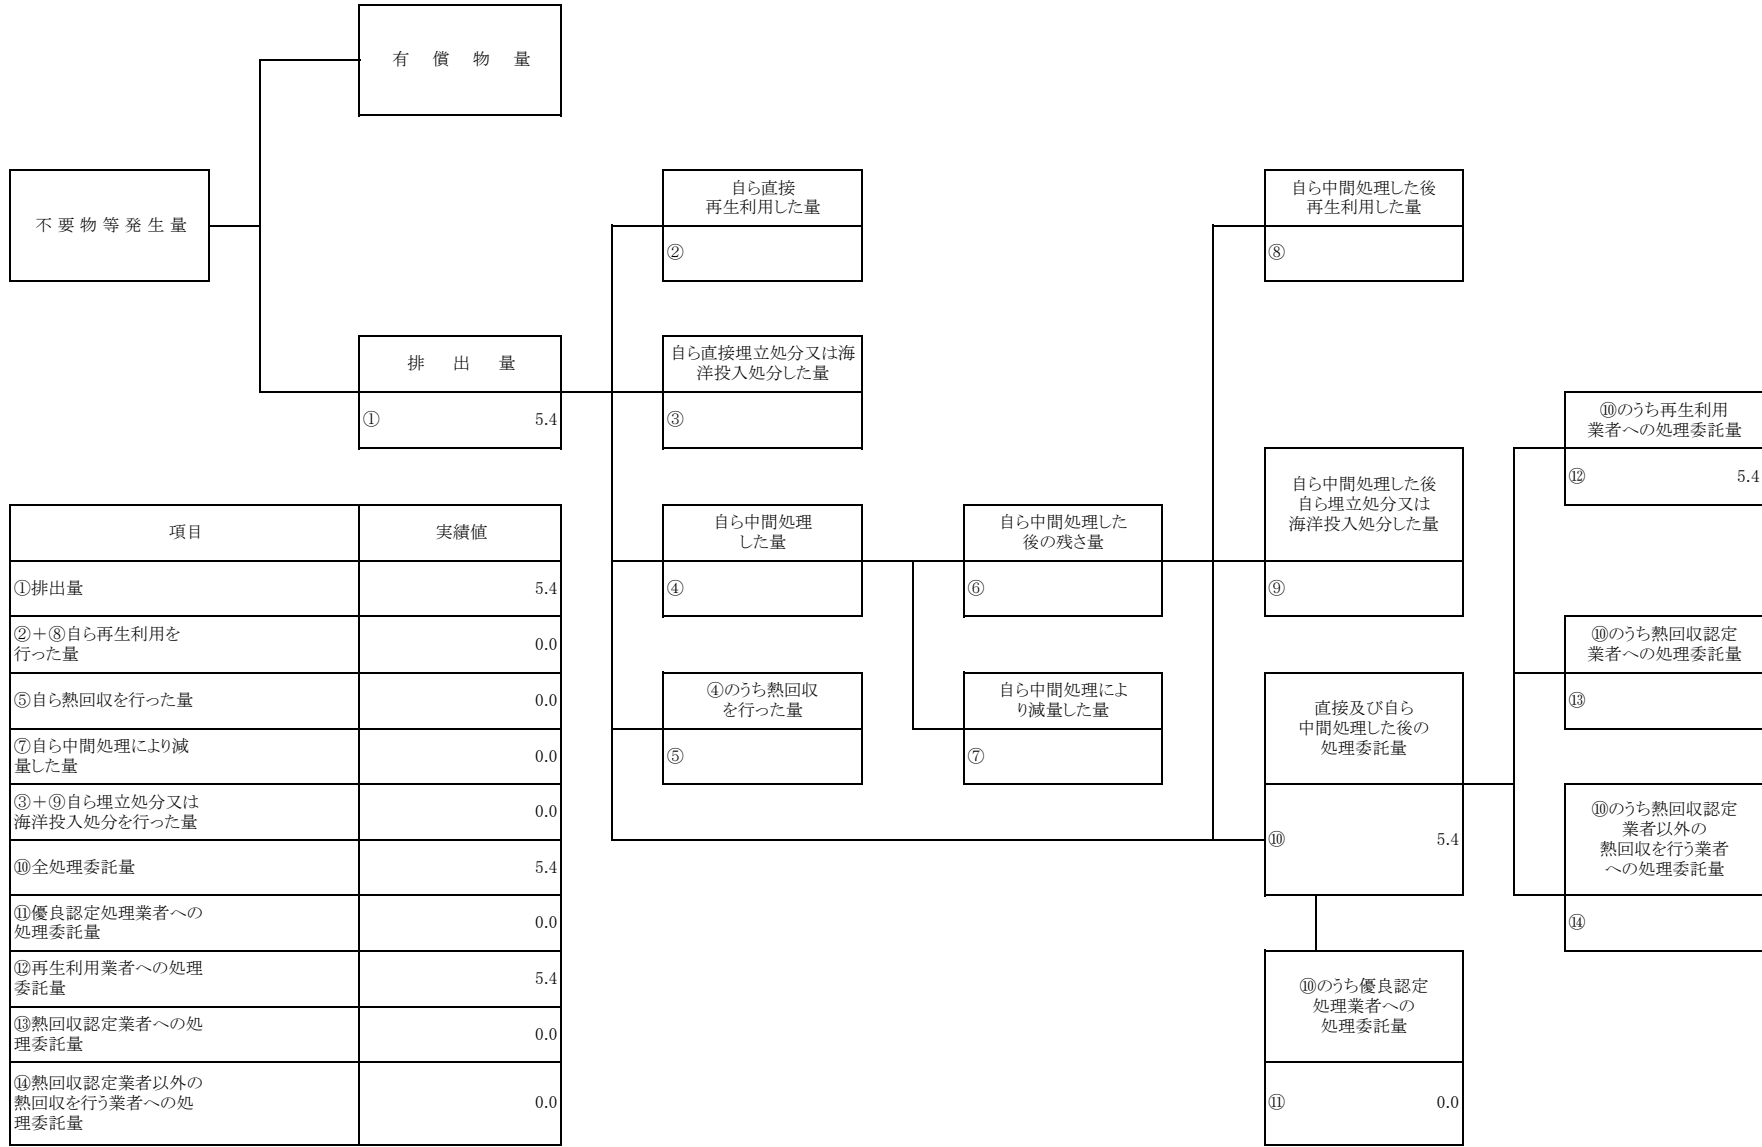 有 償 物 量
不 要 物 等 発 生 量
自ら直接
再生利用した量
②
自ら中間処理した後
再生利用した量
⑧
排 出 量
① 5.4
自ら直接埋立処分又は海
洋投入処分した量
③
⑩のうち再生利用
業者への処理委託量
⑫ 5.4
自ら中間処理
した量
④
自ら中間処理した
後の残さ量
⑥
自ら中間処理した後
自ら埋立処分又は
海洋投入処分した量
⑨
④のうち熱回収
を行った量
⑤
自ら中間処理によ
り減量した量
⑦
直接及び自ら
中間処理した後の
処理委託量
⑩ 5.4
⑩のうち熱回収認定
業者への処理委託量
⑬
⑩のうち熱回収認定
業者以外の
熱回収を行う業者
への処理委託量
⑭
⑩のうち優良認定
処理業者への
処理委託量
⑪ 0.0
項目 実績値
①排出量 5.4
②＋⑧自ら再生利用を
行った量 0.0
⑤自ら熱回収を行った量 0.0
⑦自ら中間処理により減
量した量 0.0
③＋⑨自ら埋立処分又は
海洋投入処分を行った量 0.0
⑩全処理委託量 5.4
⑪優良認定処理業者への
処理委託量 0.0
⑫再生利用業者への処理
委託量 5.4
⑬熱回収認定業者への処
理委託量 0.0
⑭熱回収認定業者以外の
熱回収を行う業者への処
理委託量 0.0